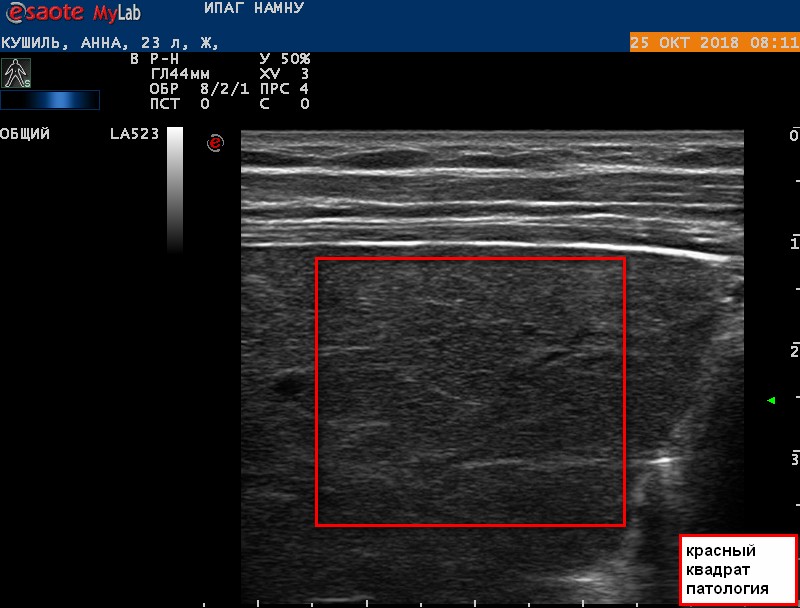 esaote MyLab ИПАГ НАМНУ
КУШИЛЬ, АННА, 23 л, Ж,
25 ОКТ 2018 08:11
В Р-Н У 50%
ГЛ44мм XV 3
ОБР 8/2/1 ПРС 4
ПСТ 0 С 0
S
ОБЩИЙ LA523
e
0
1
2
3
красный
квадрат
патология